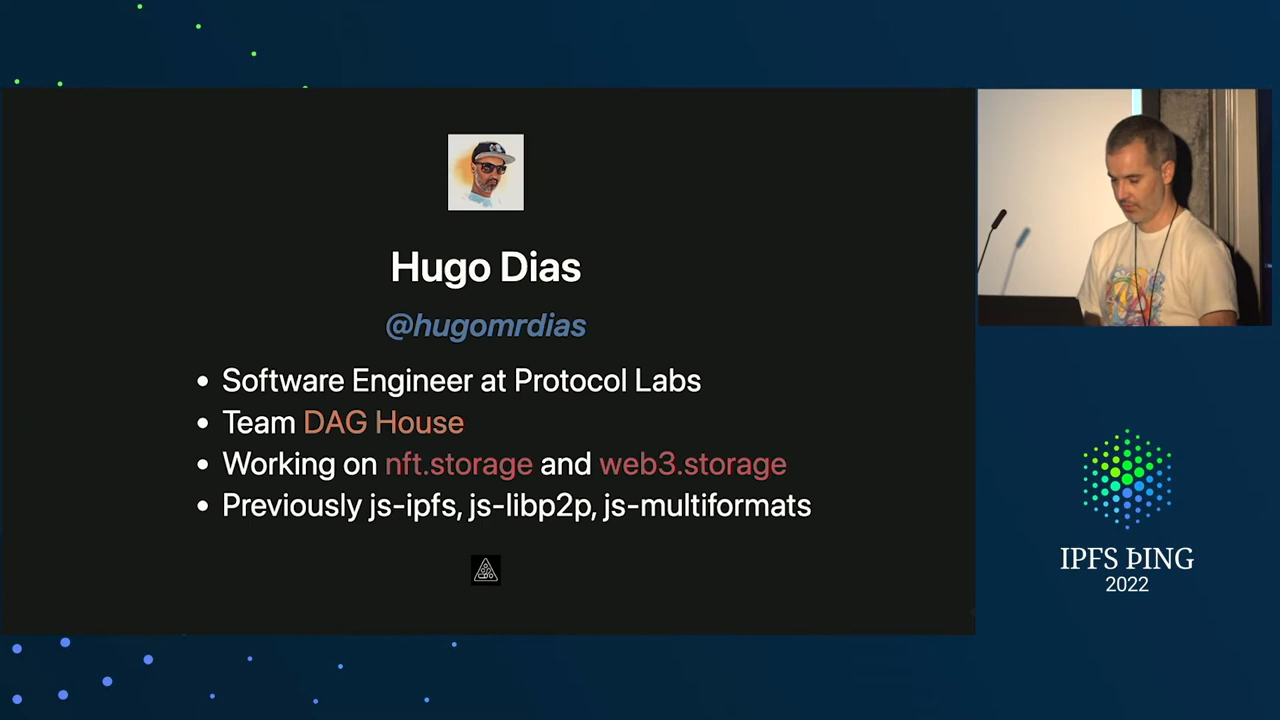 Hugo Dias
@hugomrdias
• Software Engineer at Protocol Labs
• Team DAG House
• Working on nft.storage and web3.storage
• Previously js-ipfs, js-libp2p, js-multiformats
IPFS ÞING
2022